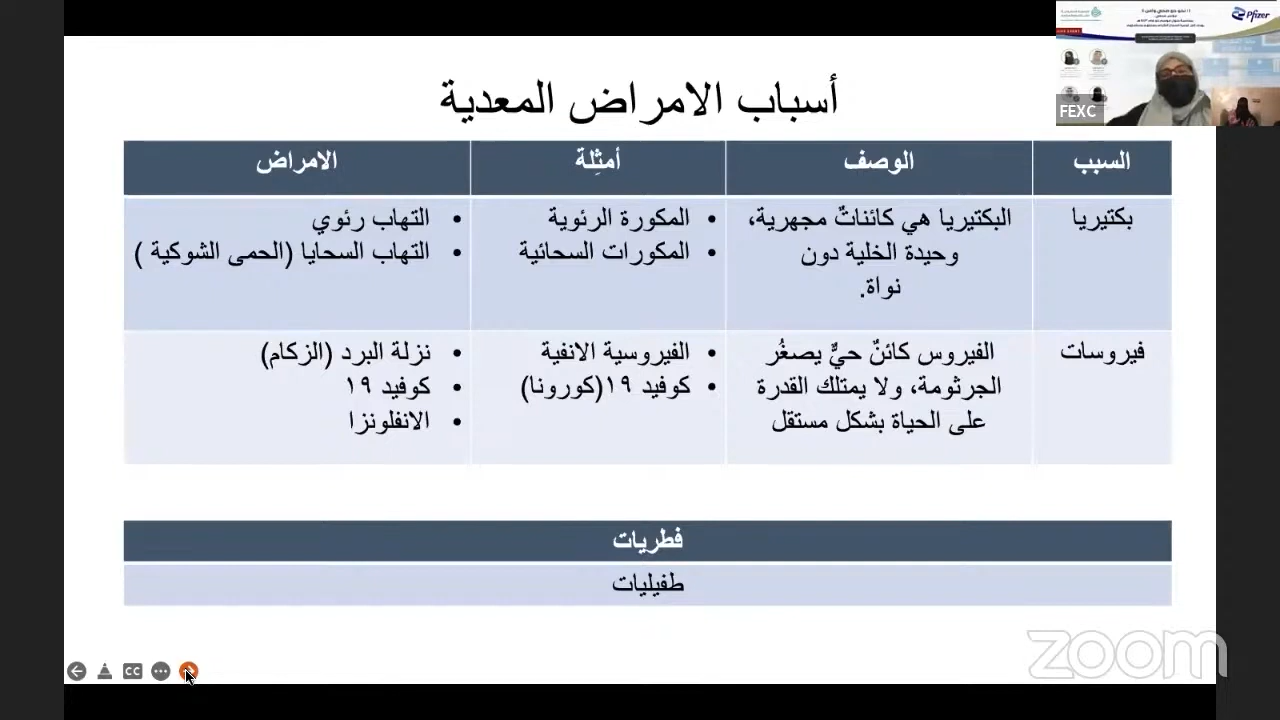 Pfizer
FEXC
أسباب الامراض المعدية
السبب
الوصف
أمثِلة
الامراض
بكتيريا
البكتيريا هي كائناتٌ مجهرية،
وحيدة الخلية دون
نواة.
• المكورة الرئوية
• المكورات السحائية
• التهاب رئوي
• التهاب السحايا (الحمى الشوكية )
فيروسات
الفيروس كائنٌ حيٌّ يصغُر
الجرثومة، ولا يمتلك القدرة
على الحياة بشكل مستقل
• الفيروسية الانفية
• كوفيد ١٩(كورونا)
• نزلة البرد (الزكام)
• كوفيد ١٩
• الانفلونزا
فطريات
طفيليات
CC
zoom